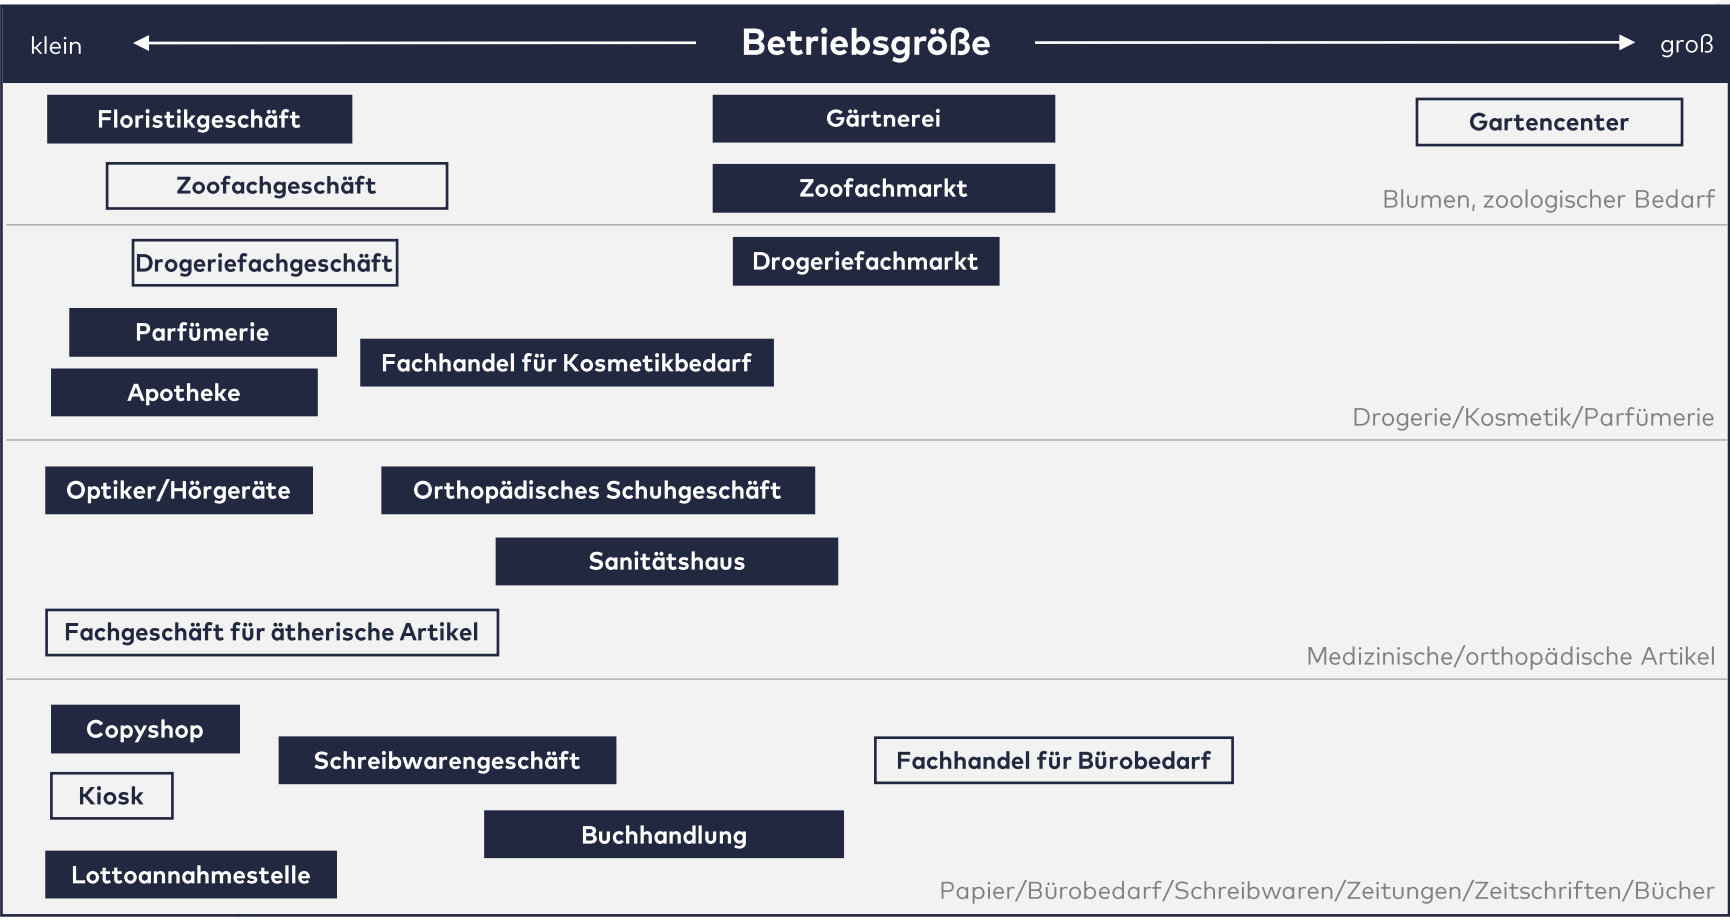 klein
Betriebsgröße
groß
Floristikgeschäft
Gärtnerei
Gartencenter
Zoofachgeschäft
Zoofachmarkt
Blumen, zoologischer Bedarf
Drogeriefachgeschäft
Drogeriefachmarkt
Parfümerie
Fachhandel für Kosmetikbedarf
Apotheke
Drogerie/Kosmetik/Parfümerie
Optiker/Hörgeräte
Orthopädisches Schuhgeschäft
Sanitätshaus
Fachgeschäft für ätherische Artikel
Medizinische/orthopädische Artikel
Copyshop
Schreibwarengeschäft
Fachhandel für Bürobedarf
Kiosk
Buchhandlung
Lottoannahmestelle
Papier/Bürobedarf/Schreibwaren/Zeitungen/Zeitschriften/Bücher